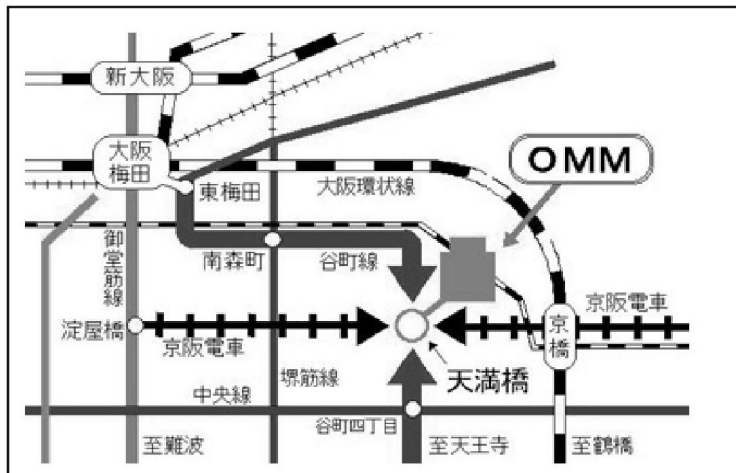 新大阪
大阪
梅田
東梅田
大阪環状線
OMM
御堂筋線
南森町
谷町線
淀屋橋
京阪電車
京阪電車
京橋
天満橋
堺筋線
中央線
谷町四丁目
至難波
至天王寺
至鶴橋